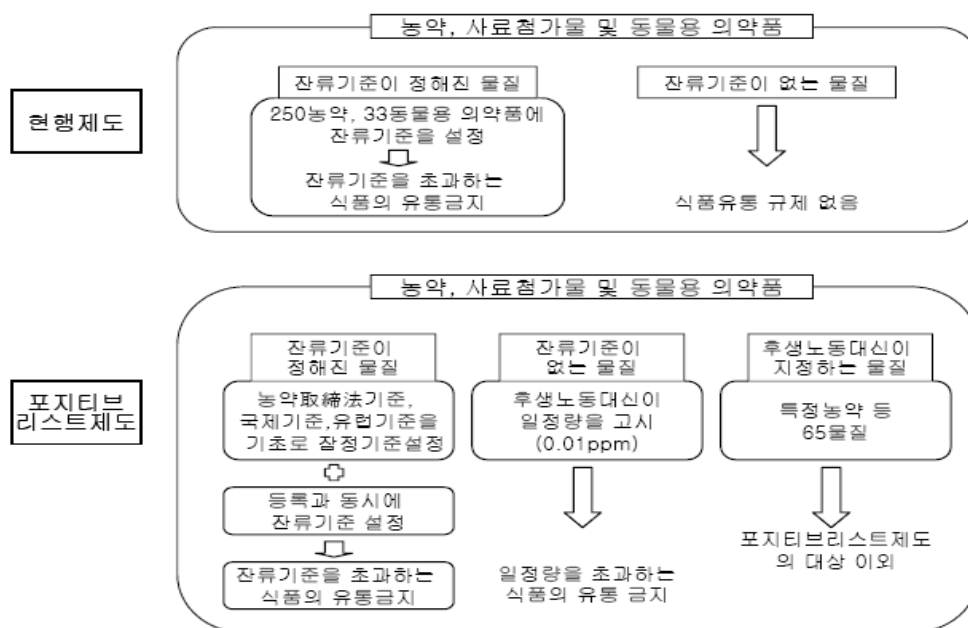 농약, 사료첨가물 및 동물용 의약품
현행제도
잔류기준이 정해진 물질
250농약, 33동물용 의약품에
잔류기준을 설정
잔류기준을 초과하는
식품의 유통금지
잔류기준이 없는 물질
식품유통 규제 없음
농약, 사료첨가물 및 동물용 의약품
포지티브
리스트제도
잔류기준이
정해진 물질
농약取締法기준,
국제기준,유럽기준을
기초로 잠정기준설정
등록과 동시에
잔류기준 설정
잔류기준을 초과하는
식품의 유통금지
잔류기준이
없는 물질
후생노동대신이
일정량을 고시
(0.01ppm)
일정량을 초과하는
식품의 유통 금지
후생노동대신이
지정하는 물질
특정농약 등
65물질
포지티브리스트제도
의 대상 이외